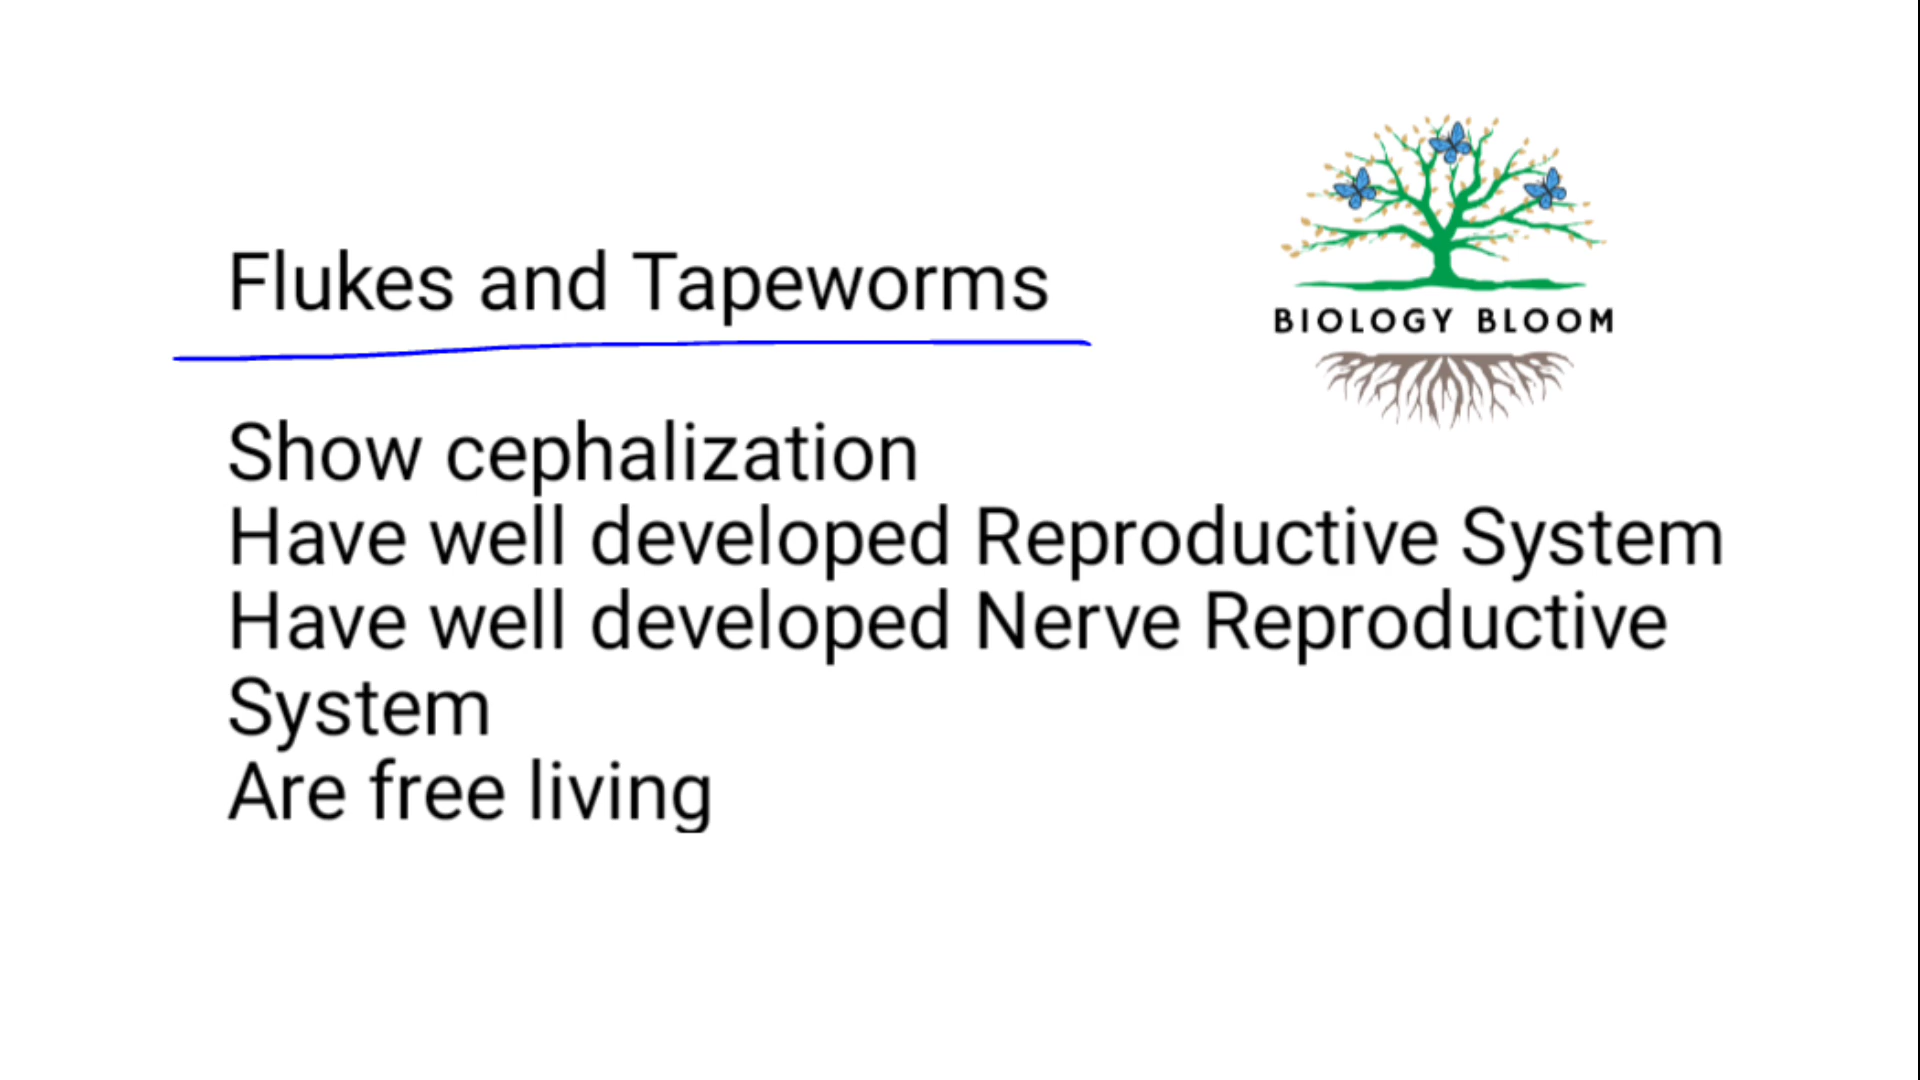 Flukes and Tapeworms
BIOLOGY BLOOM
Show cephalization
Have well developed Reproductive System
Have well developed Nerve Reproductive
System
Are free living